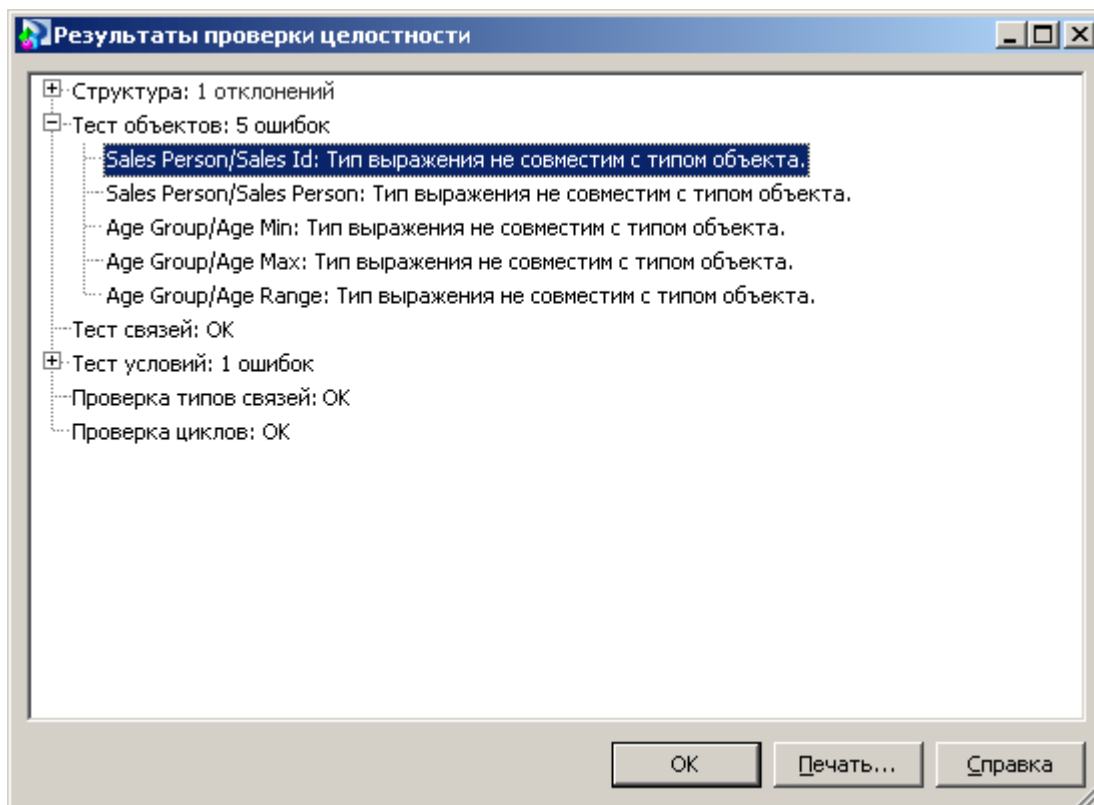 Результаты проверки целостности
Структура: 1 отклонений
Тест объектов: 5 ошибок
Sales Person/Sales Id: Тип выражения не совместим с типом объекта.
Sales Person/Sales Person: Тип выражения не совместим с типом объекта.
Age Group/Age Min: Тип выражения не совместим с типом объекта.
Age Group/Age Max: Тип выражения не совместим с типом объекта.
Age Group/Age Range: Тип выражения не совместим с типом объекта.
Тест связей: OK
Тест условий: 1 ошибок
Проверка типов связей: OK
Проверка циклов: OK
OK Печать... Справка